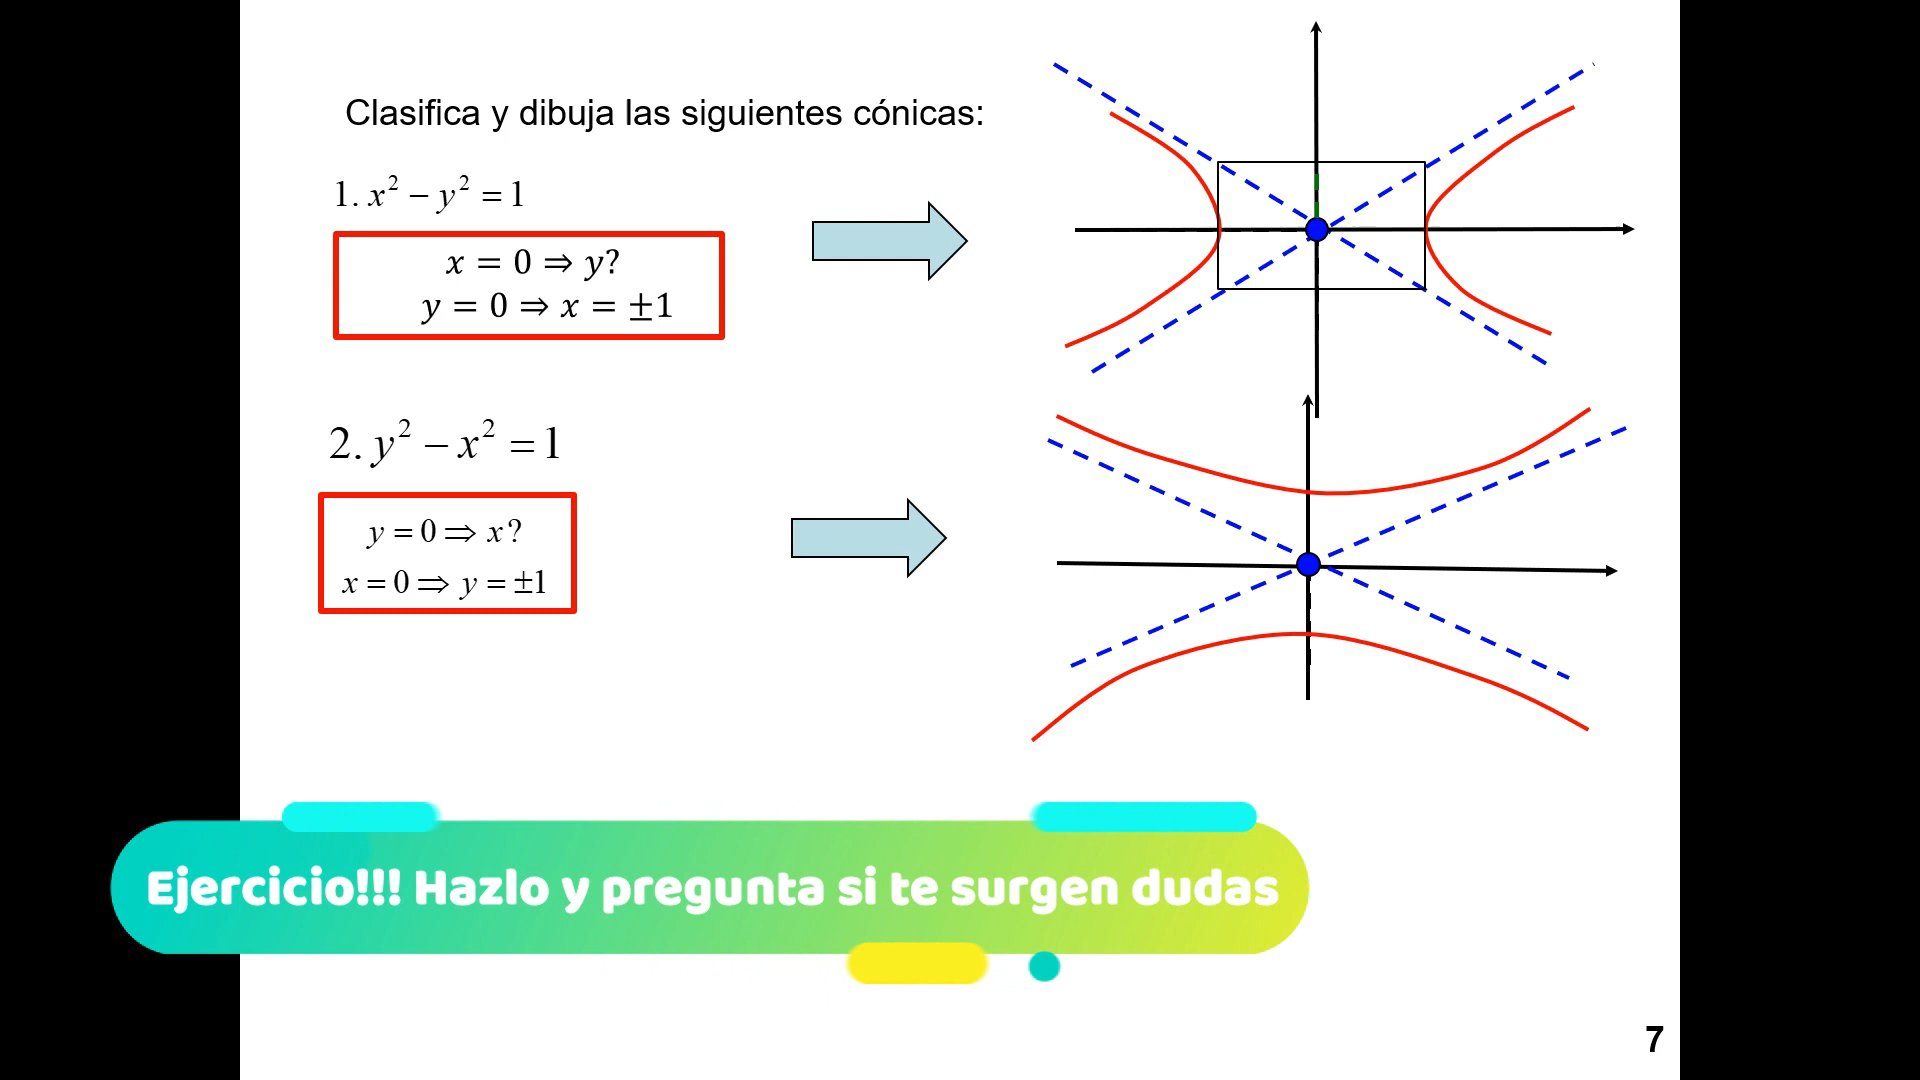 Clasifica y dibuja las siguientes cónicas:
1. x² − y² = 1
x = 0 ⇒ y?
y = 0 ⇒ x = ±1
2. y² − x² = 1
y = 0 ⇒ x?
x = 0 ⇒ y = ±1
Ejercicio!!! Hazlo y pregunta si te surgen dudas
7